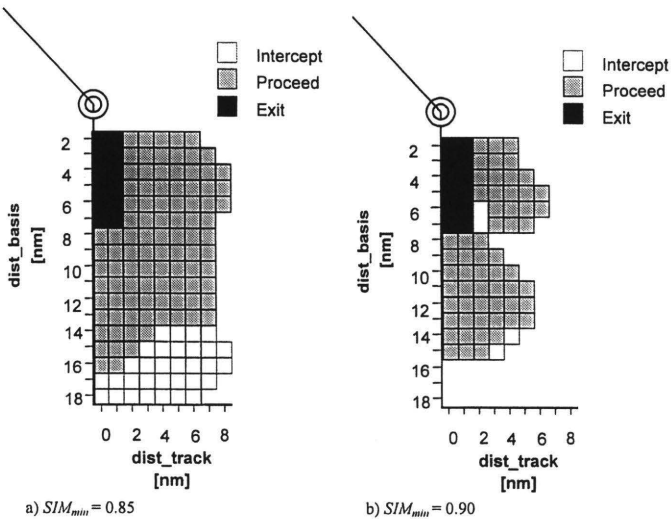 Intercept
Proceed
Exit
2
4
6
8
10
12
14
16
18
dist_basis
[nm]
0 2 4 6 8
dist_track
[nm]
a) SIMmin = 0.85
Intercept
Proceed
Exit
2
4
6
8
10
12
14
16
18
dist_basis
[nm]
0 2 4 6 8
dist_track
[nm]
b) SIMmin = 0.90